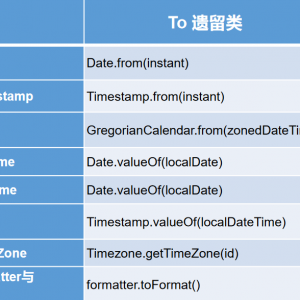 To 遗留类
Date.from(instant)
stamp Timestamp.from(instant)
GregorianCalendar.from(zonedDateTim
me Date.valueOf(localDate)
me Date.valueOf(localDate)
Timestamp.valueOf(localDateTime)
Zone Timezone.getTimeZone(id)
tter与 formatter.toFormat()